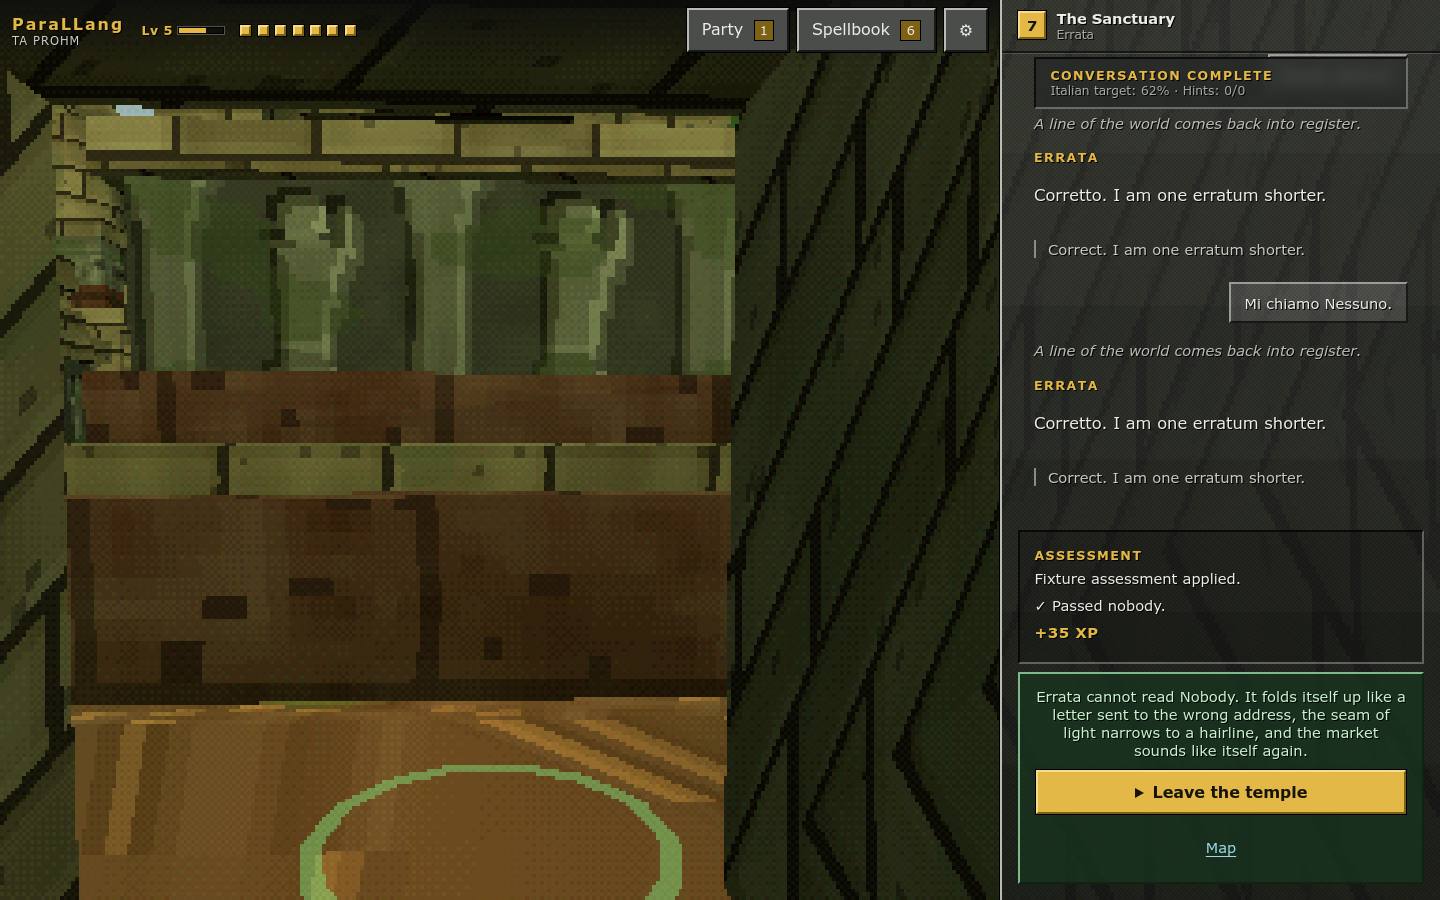 ParaLLang
TA PROHM
Lv 5
Party 1
Spellbook 6
⚙
7
The Sanctuary
Errata
CONVERSATION COMPLETE
Italian target: 62% · Hints: 0/0
A line of the world comes back into register.
ERRATA
Corretto. I am one erratum shorter.
Correct. I am one erratum shorter.
Mi chiamo Nessuno.
A line of the world comes back into register.
ERRATA
Corretto. I am one erratum shorter.
Correct. I am one erratum shorter.
ASSESSMENT
Fixture assessment applied.
✓ Passed nobody.
+35 XP
Errata cannot read Nobody. It folds itself up like a
letter sent to the wrong address, the seam of
light narrows to a hairline, and the market
sounds like itself again.
▶ Leave the temple
Map